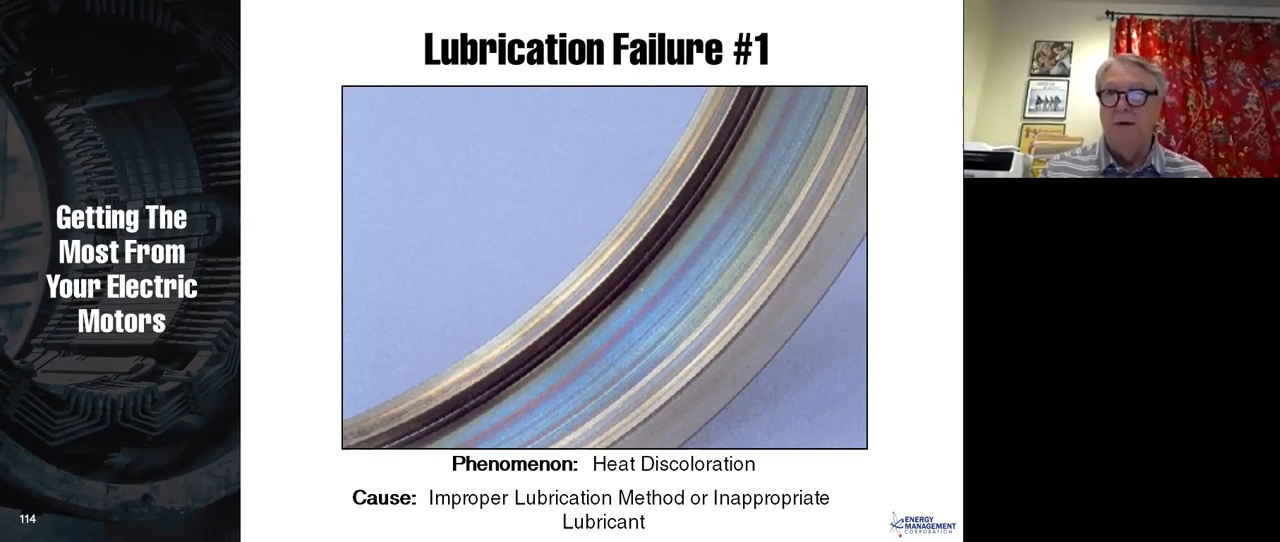 Lubrication Failure #1
Getting The
Most From
Your Electric
Motors
Phenomenon: Heat Discoloration
Cause: Improper Lubrication Method or Inappropriate
Lubricant
114
ENERGY
MANAGEMENT
CORPORATION